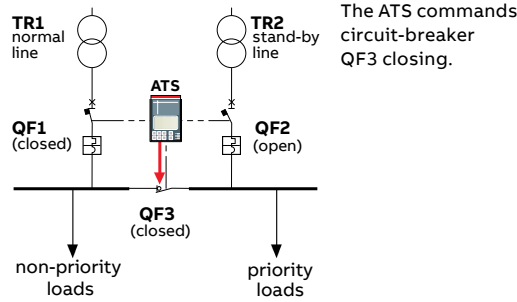 TR1
normal
line
TR2
stand-by
line
The ATS commands
circuit-breaker
QF3 closing.
ATS
QF1
(closed)
QF2
(open)
QF3
(closed)
non-priority
loads
priority
loads